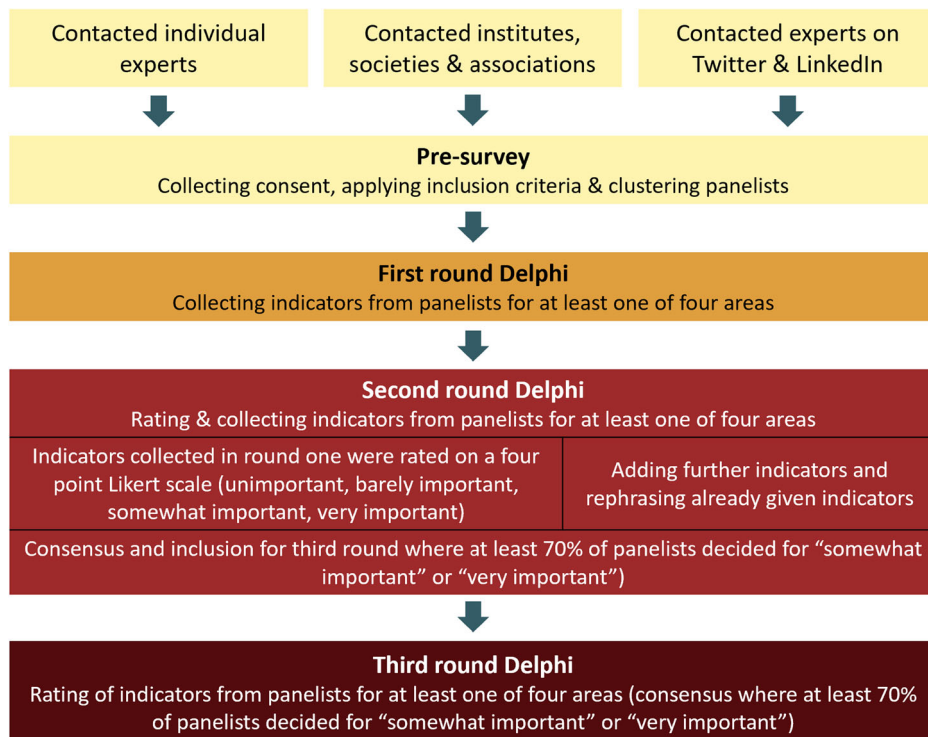 Contacted individual
experts
Contacted institutes,
societies & associations
Contacted experts on
Twitter & LinkedIn
Pre-survey
Collecting consent, applying inclusion criteria & clustering panelists
First round Delphi
Collecting indicators from panelists for at least one of four areas
Second round Delphi
Rating & collecting indicators from panelists for at least one of four areas
Indicators collected in round one were rated on a four
point Likert scale (unimportant, barely important,
somewhat important, very important)
Adding further indicators and
rephrasing already given indicators
Consensus and inclusion for third round where at least 70% of panelists decided for “somewhat
important” or “very important”)
Third round Delphi
Rating of indicators from panelists for at least one of four areas (consensus where at least 70%
of panelists decided for “somewhat important” or “very important”)